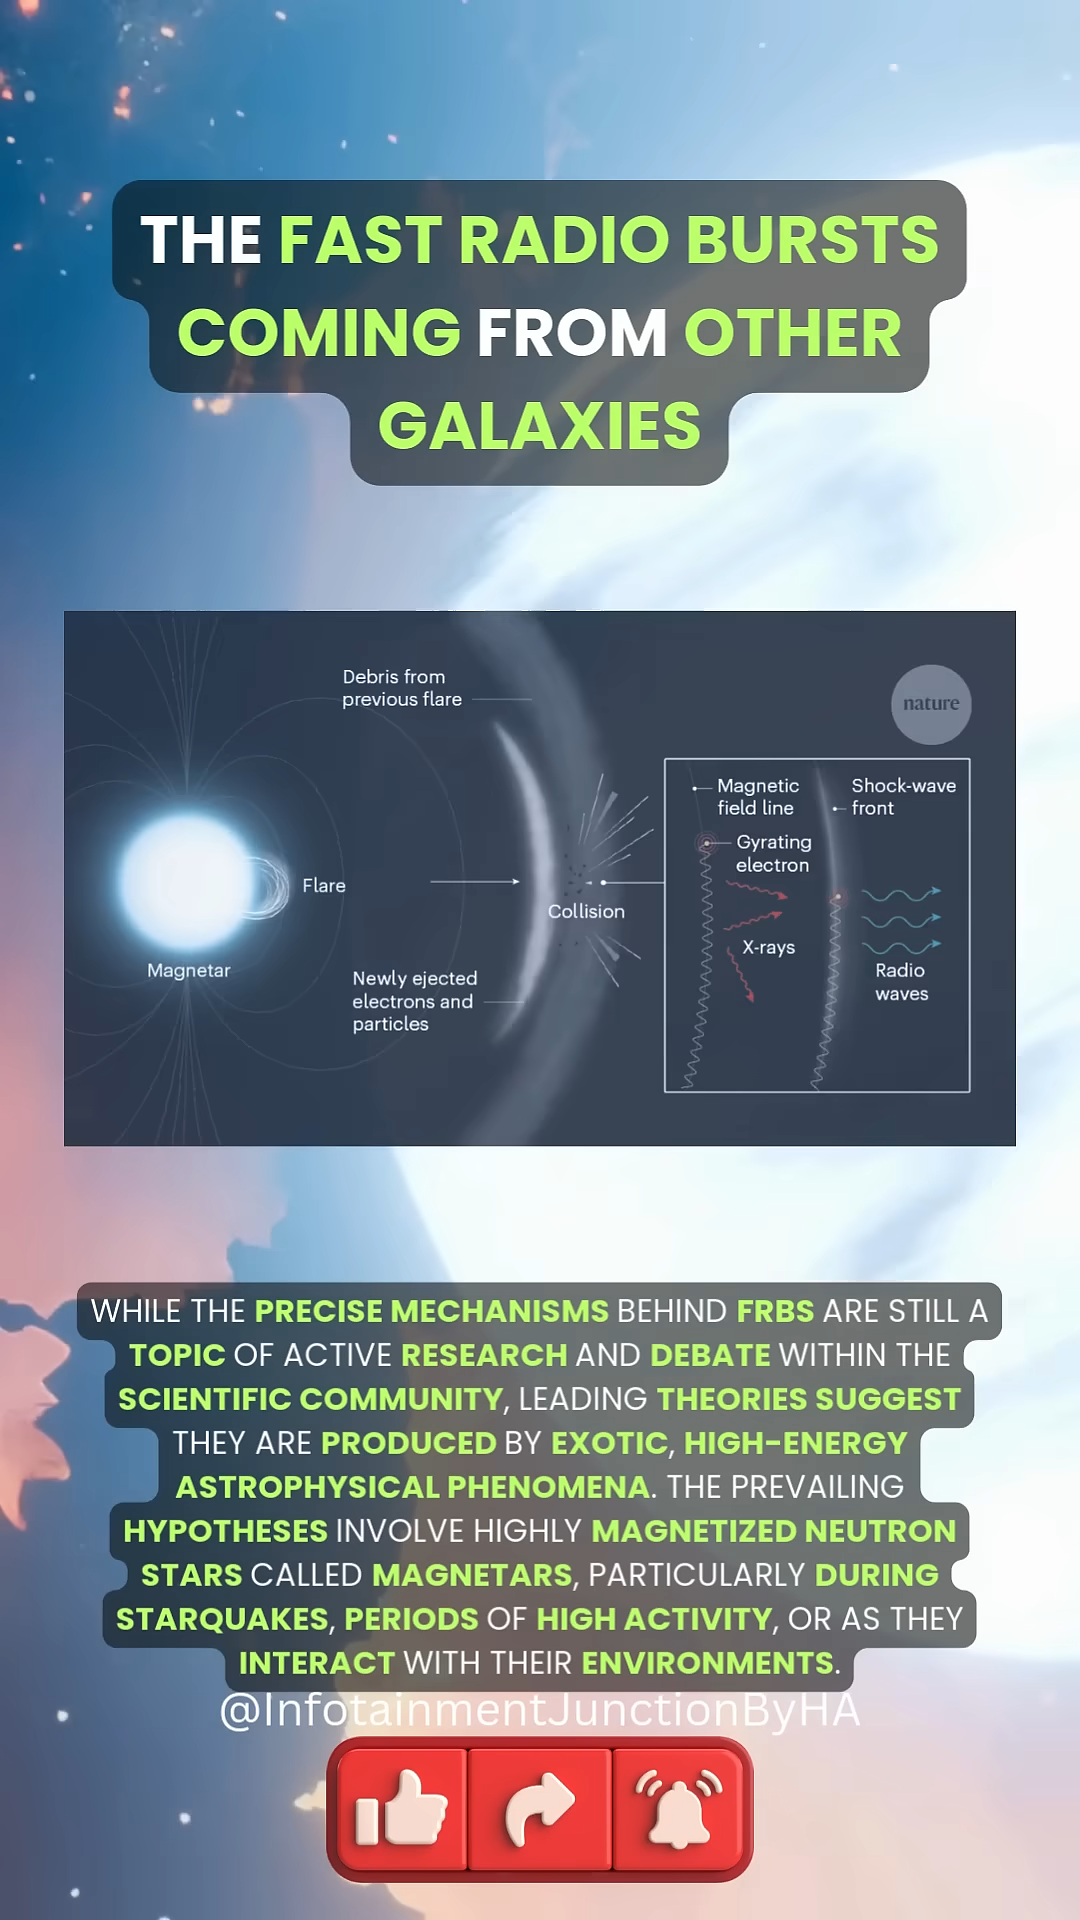 THE FAST RADIO BURSTS
COMING FROM OTHER
GALAXIES
Debris from
previous flare
nature
Magnetic
field line
Shock-wave
front
Gyrating
electron
Flare
Collision
X-rays
Magnetar
Radio
waves
Newly ejected
electrons and
particles
WHILE THE PRECISE MECHANISMS BEHIND FRBS ARE STILL A
TOPIC OF ACTIVE RESEARCH AND DEBATE WITHIN THE
SCIENTIFIC COMMUNITY, LEADING THEORIES SUGGEST
THEY ARE PRODUCED BY EXOTIC, HIGH-ENERGY
ASTROPHYSICAL PHENOMENA. THE PREVAILING
HYPOTHESES INVOLVE HIGHLY MAGNETIZED NEUTRON
STARS CALLED MAGNETARS, PARTICULARLY DURING
STARQUAKES, PERIODS OF HIGH ACTIVITY, OR AS THEY
INTERACT WITH THEIR ENVIRONMENTS.
@InfotainmentJunctionByHA